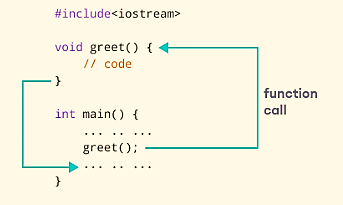 #include<iostream>
void greet() {
// code
}
int main() {
... .. ...
greet();
... .. ...
}
function
call